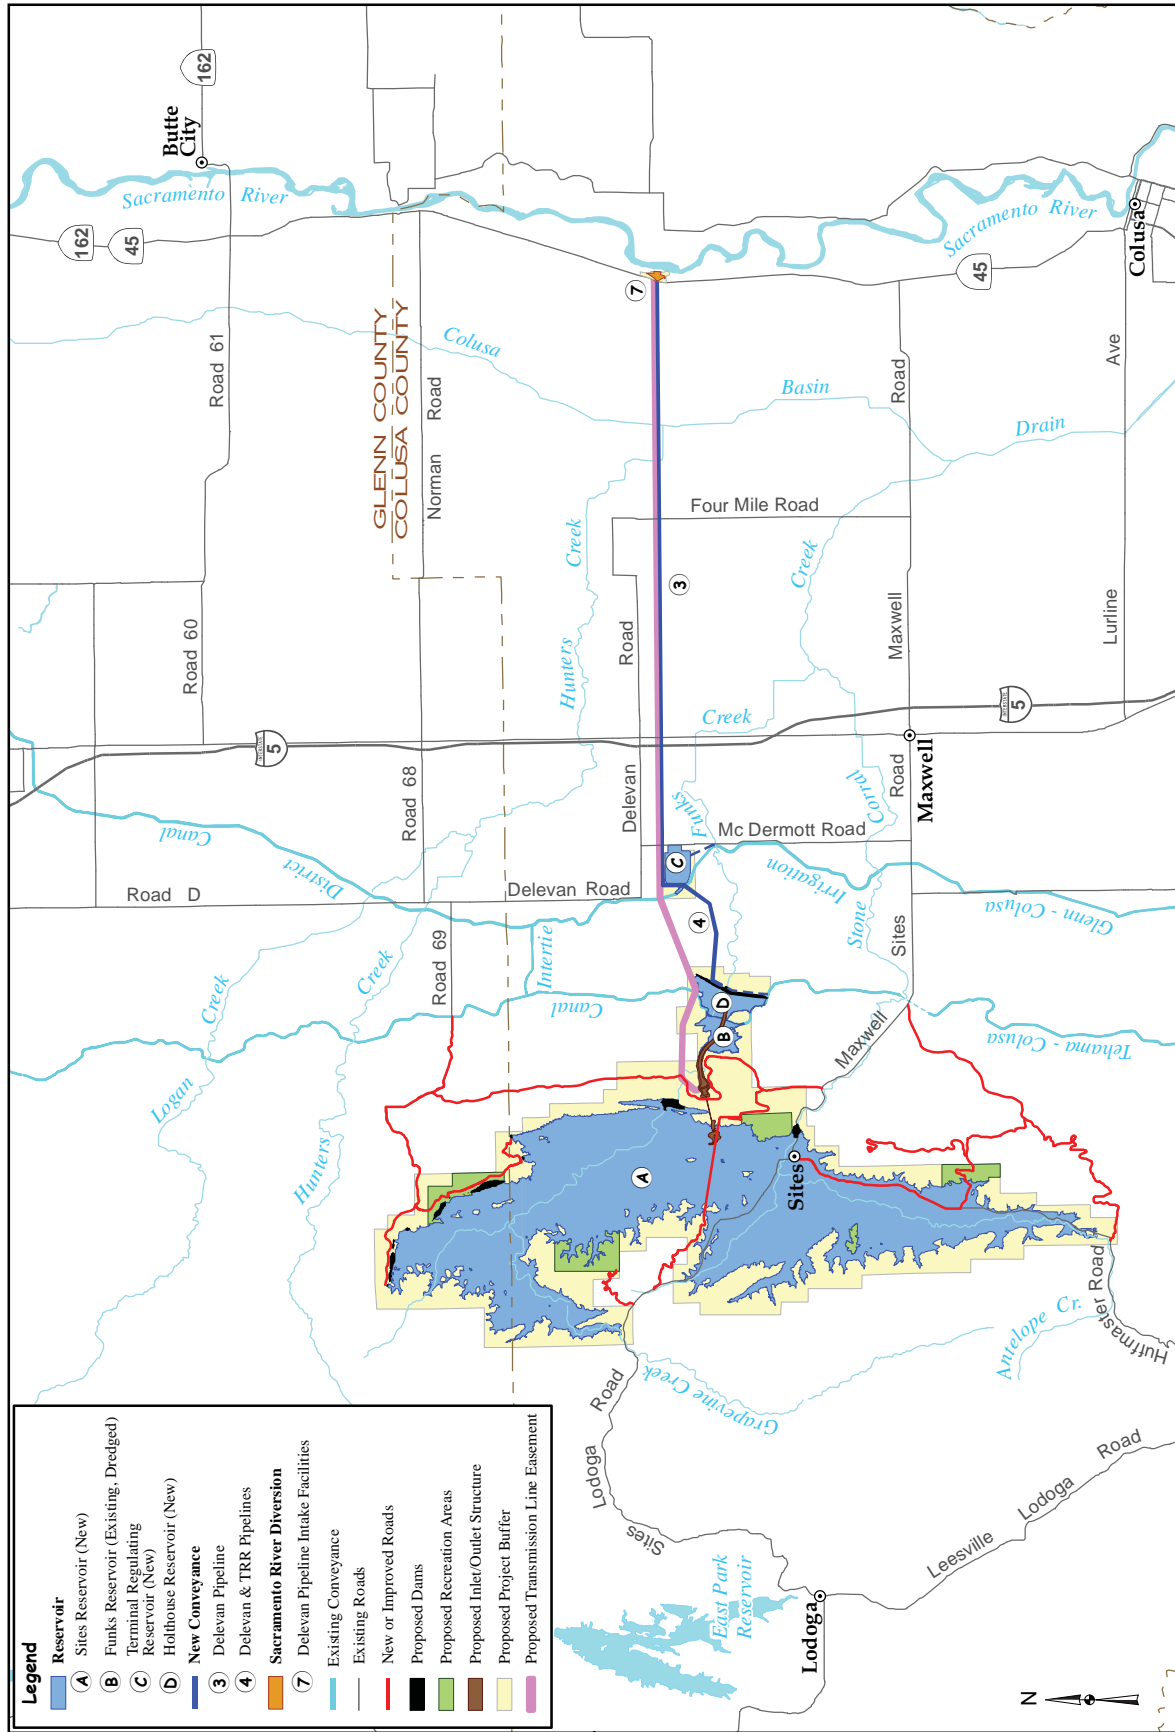 Legend
Reservoir
A Sites Reservoir (New)
B Funks Reservoir (Existing, Dredged)
C Terminal Regulating
Reservoir (New)
D Holthouse Reservoir (New)
New Conveyance
3 Delevan Pipeline
4 Delevan & TRR Pipelines
Sacramento River Diversion
7 Delevan Pipeline Intake Facilities
Existing Conveyance
Existing Roads
New or Improved Roads
Proposed Dams
Proposed Recreation Areas
Proposed Inlet/Outlet Structure
Proposed Project Buffer
Proposed Transmission Line Easement
N
Lodoga
East Park
Reservoir
Sites
Lodoga
Road
Leesville
Lodoga
Road
Grapevine Creek
Antelope Cr.
Huffmaster Road
Hunters
Creek
Logan
Creek
A
Sites
B
D
Maxwell
Sites
Road
Tehama - Colusa
Canal
Intertie
Road 69
Road D
Delevan Road
District
Canal
Glenn - Colusa
Irrigation
4
C
Funks
Creek
Stone
Corral
Creek
Mc Dermott Road
Delevan
Road
Road 68
INTERSTATE
5
INTERSTATE
5
Maxwell
Maxwell
Road
Lurline
Ave
Road 60
Hunters
Creek
3
Four Mile Road
Norman
Road
GLENN COUNTY
COLUSA COUNTY
Road 61
Colusa
Basin
Drain
7
45
162
45
Sacramento River
Sacramento River
Butte
City
162
Colusa